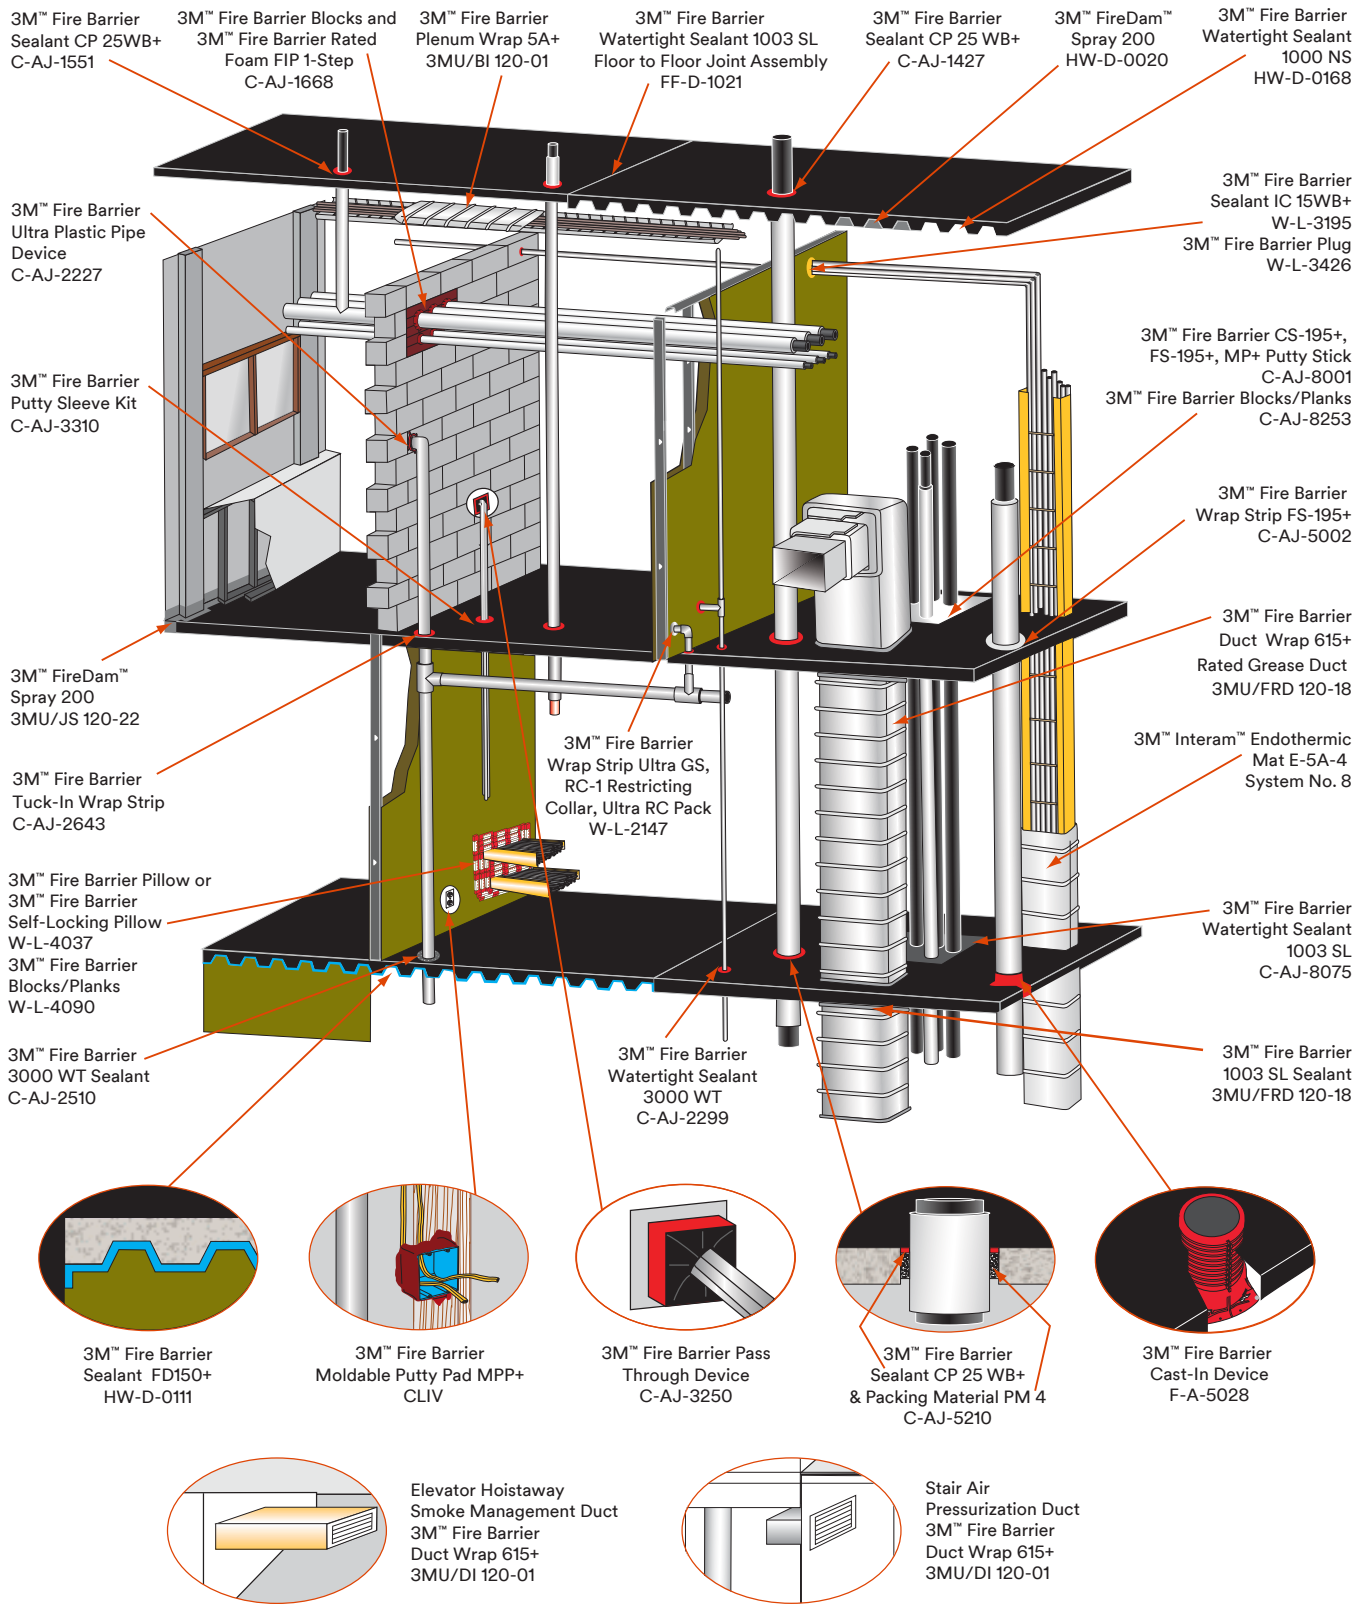 3M™ Fire Barrier
Sealant CP 25WB+
C-AJ-1551
3M™ Fire Barrier Blocks and
3M™ Fire Barrier Rated
Foam FIP 1-Step
C-AJ-1668
3M™ Fire Barrier
Plenum Wrap 5A+
3MU/BI 120-01
3M™ Fire Barrier
Watertight Sealant 1003 SL
Floor to Floor Joint Assembly
FF-D-1021
3M™ Fire Barrier
Sealant CP 25 WB+
C-AJ-1427
3M™ FireDam™
Spray 200
HW-D-0020
3M™ Fire Barrier
Watertight Sealant
1000 NS
HW-D-0168
3M™ Fire Barrier
Sealant IC 15WB+
W-L-3195
3M™ Fire Barrier Plug
W-L-3426
3M™ Fire Barrier
Ultra Plastic Pipe
Device
C-AJ-2227
3M™ Fire Barrier CS-195+,
FS-195+, MP+ Putty Stick
C-AJ-8001
3M™ Fire Barrier Blocks/Planks
C-AJ-8253
3M™ Fire Barrier
Putty Sleeve Kit
C-AJ-3310
3M™ Fire Barrier
Wrap Strip FS-195+
C-AJ-5002
3M™ Fire Barrier
Duct Wrap 615+
Rated Grease Duct
3MU/FRD 120-18
3M™ FireDam™
Spray 200
3MU/JS 120-22
3M™ Fire Barrier
Wrap Strip Ultra GS,
RC-1 Restricting
Collar, Ultra RC Pack
W-L-2147
3M™ Interam™ Endothermic
Mat E-5A-4
System No. 8
3M™ Fire Barrier
Tuck-In Wrap Strip
C-AJ-2643
3M™ Fire Barrier Pillow or
3M™ Fire Barrier
Self-Locking Pillow
W-L-4037
3M™ Fire Barrier
Blocks/Planks
W-L-4090
3M™ Fire Barrier
Watertight Sealant
1003 SL
C-AJ-8075
3M™ Fire Barrier
3000 WT Sealant
C-AJ-2510
3M™ Fire Barrier
Watertight Sealant
3000 WT
C-AJ-2299
3M™ Fire Barrier
1003 SL Sealant
3MU/FRD 120-18
3M™ Fire Barrier
Sealant FD150+
HW-D-0111
3M™ Fire Barrier
Moldable Putty Pad MPP+
CLIV
3M™ Fire Barrier Pass
Through Device
C-AJ-3250
3M™ Fire Barrier
Sealant CP 25 WB+
& Packing Material PM 4
C-AJ-5210
3M™ Fire Barrier
Cast-In Device
F-A-5028
Elevator Hoistaway
Smoke Management Duct
3M™ Fire Barrier
Duct Wrap 615+
3MU/DI 120-01
Stair Air
Pressurization Duct
3M™ Fire Barrier
Duct Wrap 615+
3MU/DI 120-01